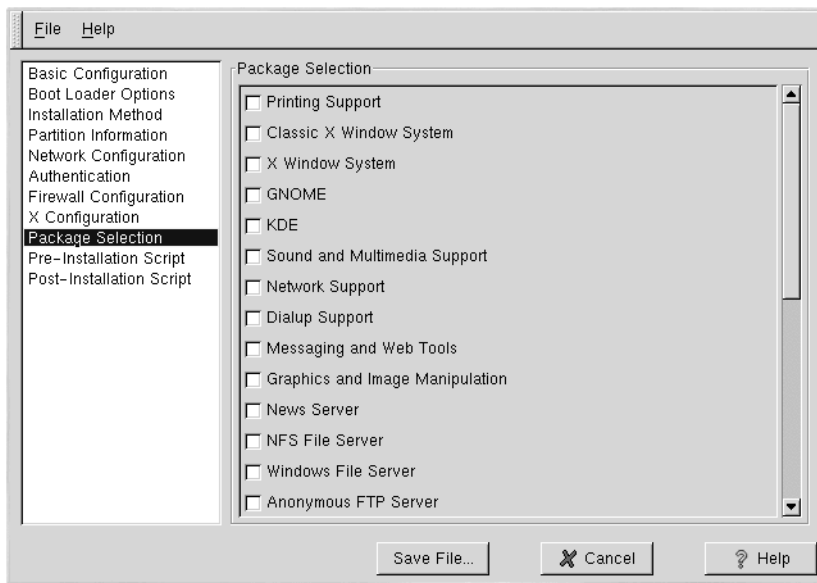 File Help
Basic Configuration
Boot Loader Options
Installation Method
Partition Information
Network Configuration
Authentication
Firewall Configuration
X Configuration
Package Selection
Pre-Installation Script
Post-Installation Script
Package Selection
Printing Support
Classic X Window System
X Window System
GNOME
KDE
Sound and Multimedia Support
Network Support
Dialup Support
Messaging and Web Tools
Graphics and Image Manipulation
News Server
NFS File Server
Windows File Server
Anonymous FTP Server
Save File... Cancel Help